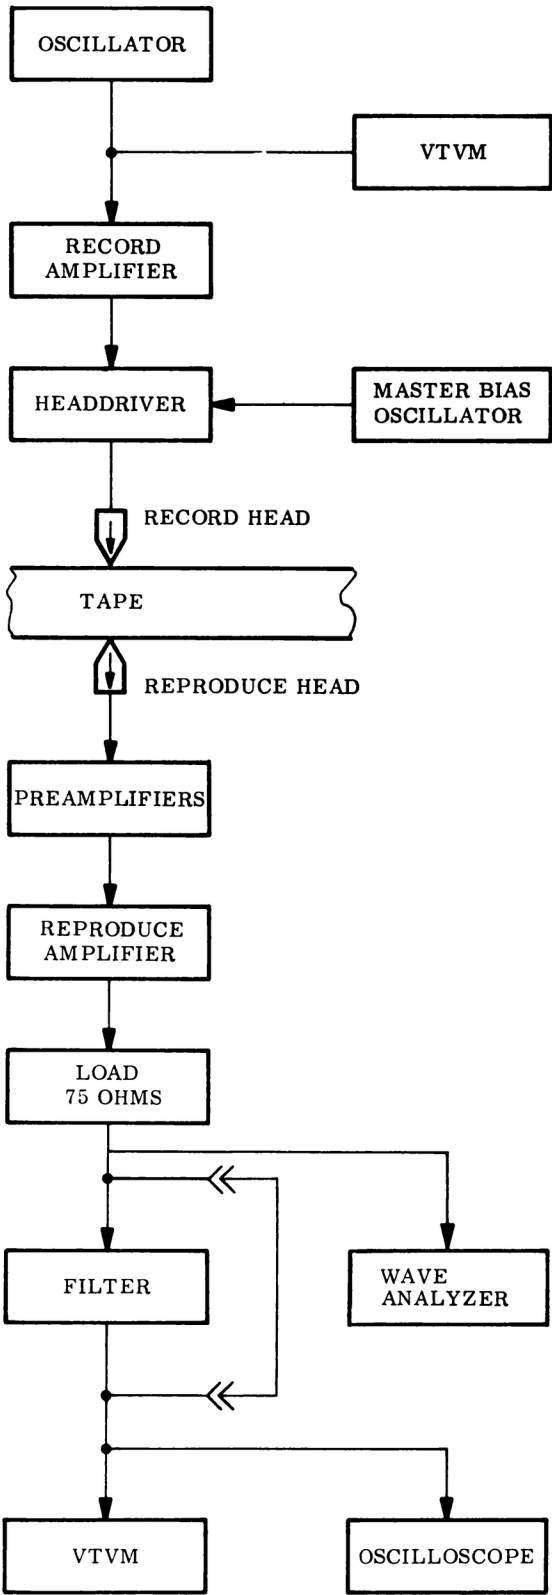 OSCILLATOR
VTVM
RECORD
AMPLIFIER
HEADDRIVER
MASTER BIAS
OSCILLATOR
RECORD HEAD
TAPE
REPRODUCE HEAD
PREAMPLIFIERS
REPRODUCE
AMPLIFIER
LOAD
75 OHMS
FILTER
WAVE
ANALYZER
VTVM
OSCILLOSCOPE